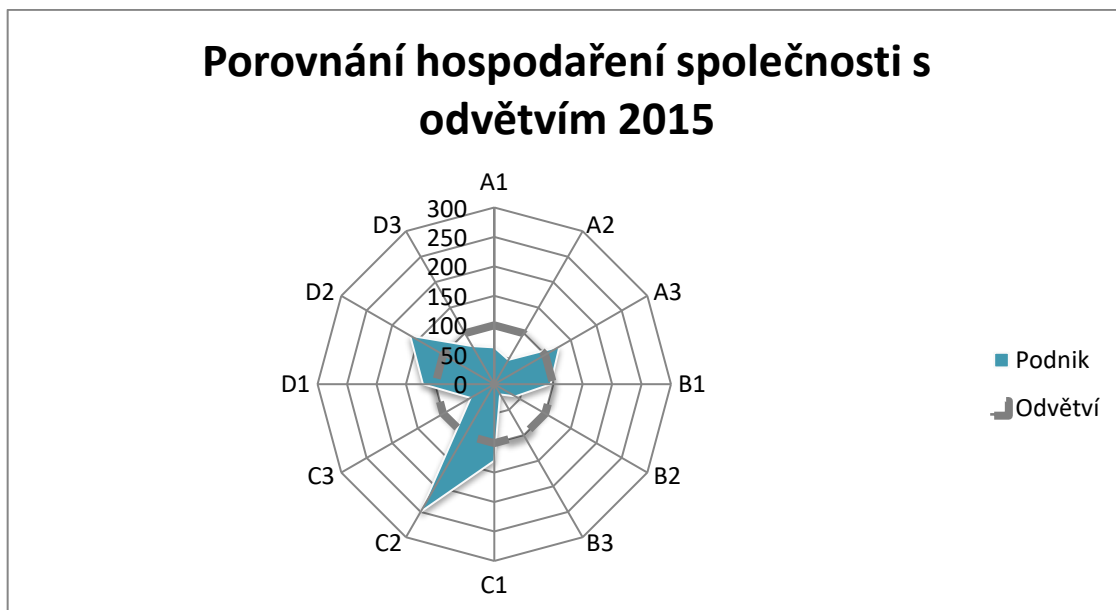 Porovnání hospodaření společnosti s
odvětvím 2015
A1
A2
A3
B1
B2
B3
C1
C2
C3
D1
D2
D3
300
250
200
150
100
50
0
Podnik
Odvětví